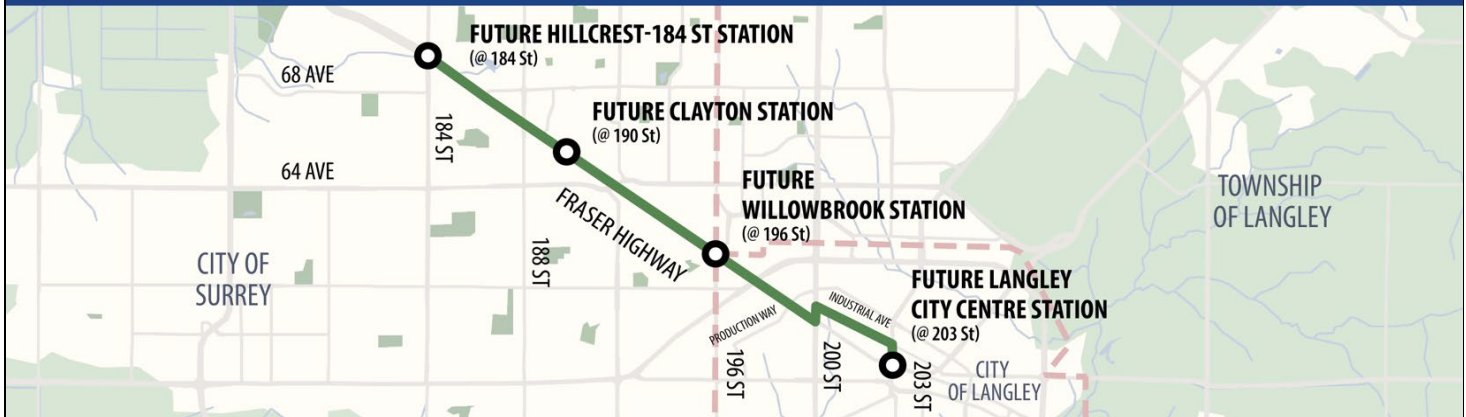 FUTURE HILLCREST-184 ST STATION
(@ 184 St)
68 AVE
184 ST
FUTURE CLAYTON STATION
(@ 190 St)
64 AVE
FRASER HIGHWAY
188 ST
FUTURE
WILLOWBROOK STATION
(@ 196 St)
TOWNSHIP
OF LANGLEY
CITY OF
SURREY
FUTURE LANGLEY
CITY CENTRE STATION
(@ 203 St)
PRODUCTION WAY
INDUSTRIAL AVE
196 ST
200 ST
203 ST
CITY
OF LANGLEY